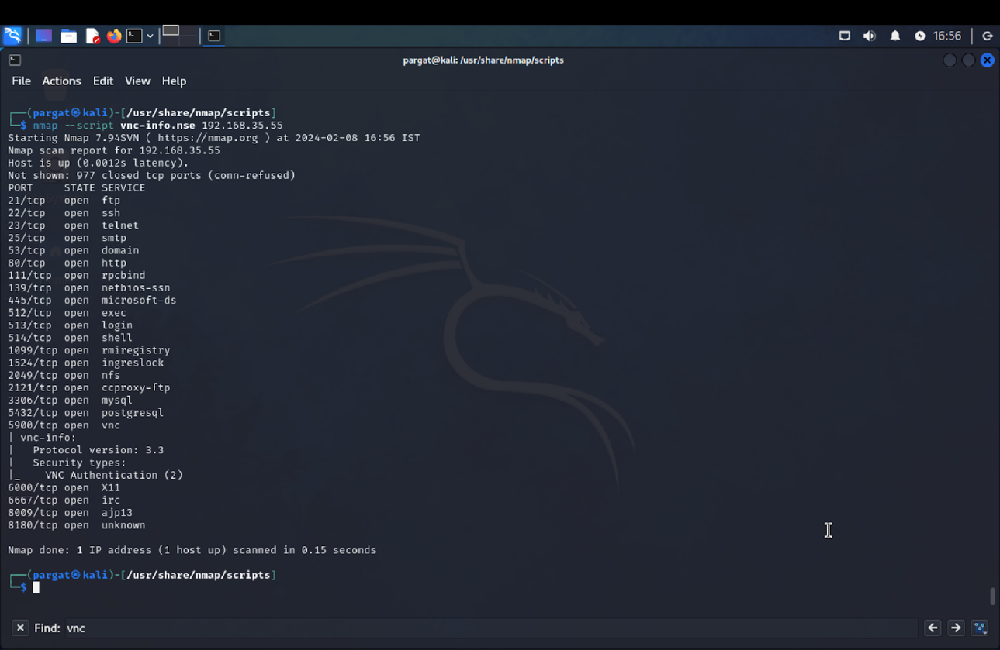 16:56
pargat@kali: /usr/share/nmap/scripts
File Actions Edit View Help
┌──(pargat㉿kali)-[/usr/share/nmap/scripts]
└─$ nmap --script vnc-info.nse 192.168.35.55
Starting Nmap 7.94SVN ( https://nmap.org ) at 2024-02-08 16:56 IST
Nmap scan report for 192.168.35.55
Host is up (0.0012s latency).
Not shown: 977 closed tcp ports (conn-refused)
PORT     STATE SERVICE
21/tcp   open  ftp
22/tcp   open  ssh
23/tcp   open  telnet
25/tcp   open  smtp
53/tcp   open  domain
80/tcp   open  http
111/tcp  open  rpcbind
139/tcp  open  netbios-ssn
445/tcp  open  microsoft-ds
512/tcp  open  exec
513/tcp  open  login
514/tcp  open  shell
1099/tcp open  rmiregistry
1524/tcp open  ingreslock
2049/tcp open  nfs
2121/tcp open  ccproxy-ftp
3306/tcp open  mysql
5432/tcp open  postgresql
5900/tcp open  vnc
| vnc-info:
|   Protocol version: 3.3
|   Security types:
|_    VNC Authentication (2)
6000/tcp open  X11
6667/tcp open  irc
8009/tcp open  ajp13
8180/tcp open  unknown
Nmap done: 1 IP address (1 host up) scanned in 0.15 seconds
┌──(pargat㉿kali)-[/usr/share/nmap/scripts]
└─$
Find: vnc